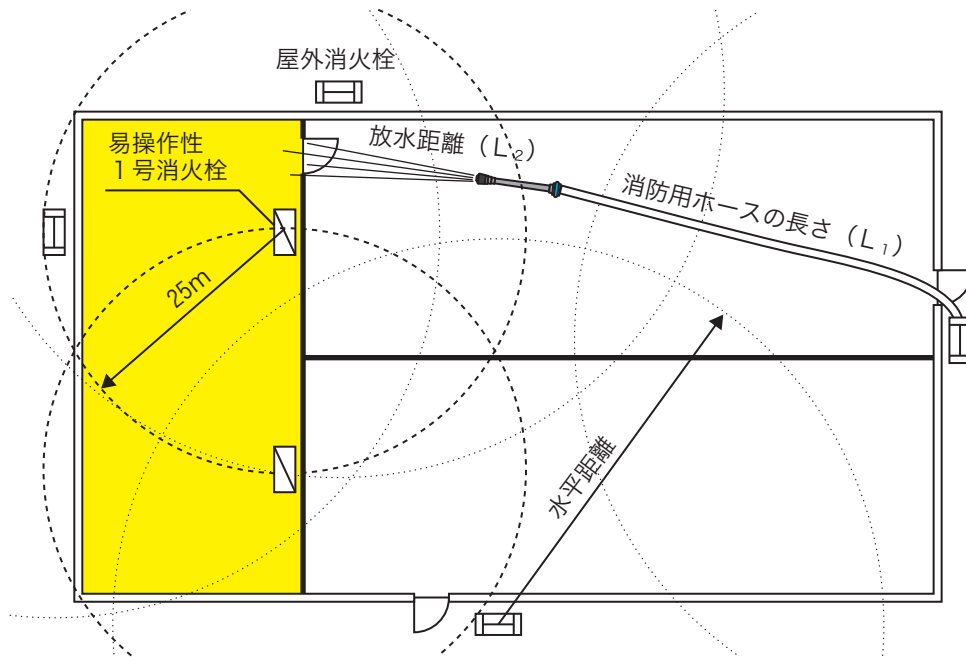 屋外消火栓
易操作性
1号消火栓
放水距離（L₂）
消防用ホースの長さ（L₁）
25m
水平距離